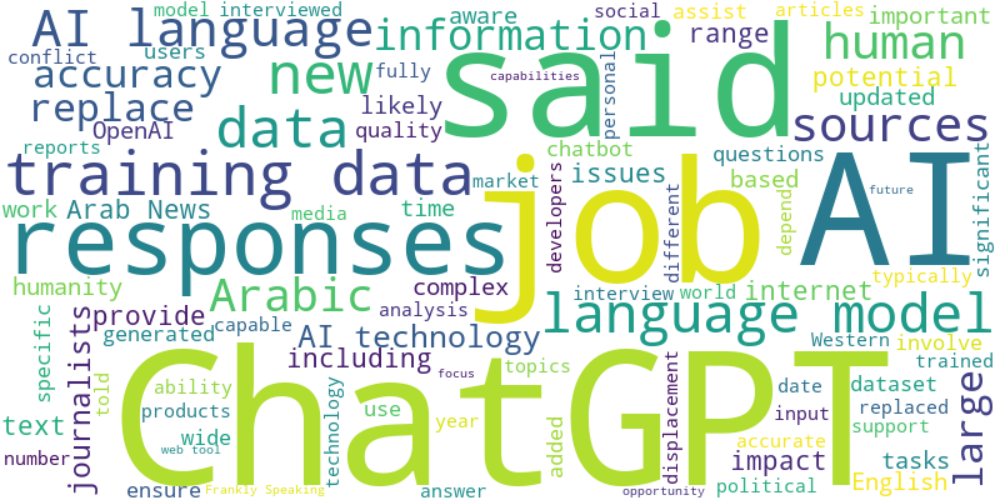 model interviewed
aware
social
assist
articles
important
AI language
information
range
human
conflict
users
said
accuracy
new
fully
capabilities
personal
potential
replace
likely
updated
OpenAI
data
quality
sources
reports
chatbot
questions
significant
training data
market
issues
based
AI
future
job
developers
different
depend
work
Arab News
media
time
responses
typically
humanity
Arabic
complex
interview
world
internet
specific
journalists
provide
analysis
language model
generated
capable
AI technology
Western
involve
including
focus
topics
trained
told
ability
ChatGPT
displacement
date
dataset
products
technology
use
input
replaced
large
text
wide
year
added
accurate
support
web tool
number
impact
tasks
ensure
Frankly Speaking
answer
opportunity
political
English